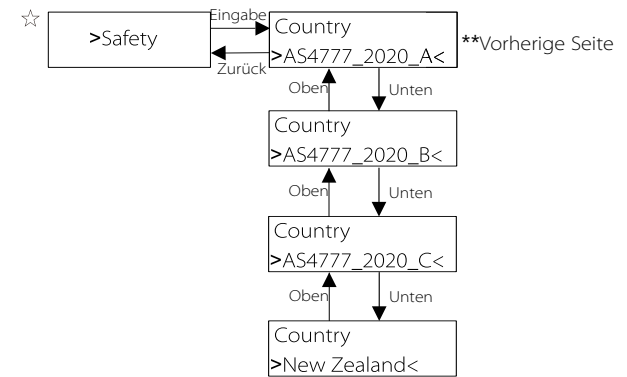 ☆ >Safety
Eingabe
Zurück
Country
>AS4777_2020_A<
**Vorherige Seite
Oben
Unten
Country
>AS4777_2020_B<
Oben
Unten
Country
>AS4777_2020_C<
Oben
Unten
Country
>New Zealand<